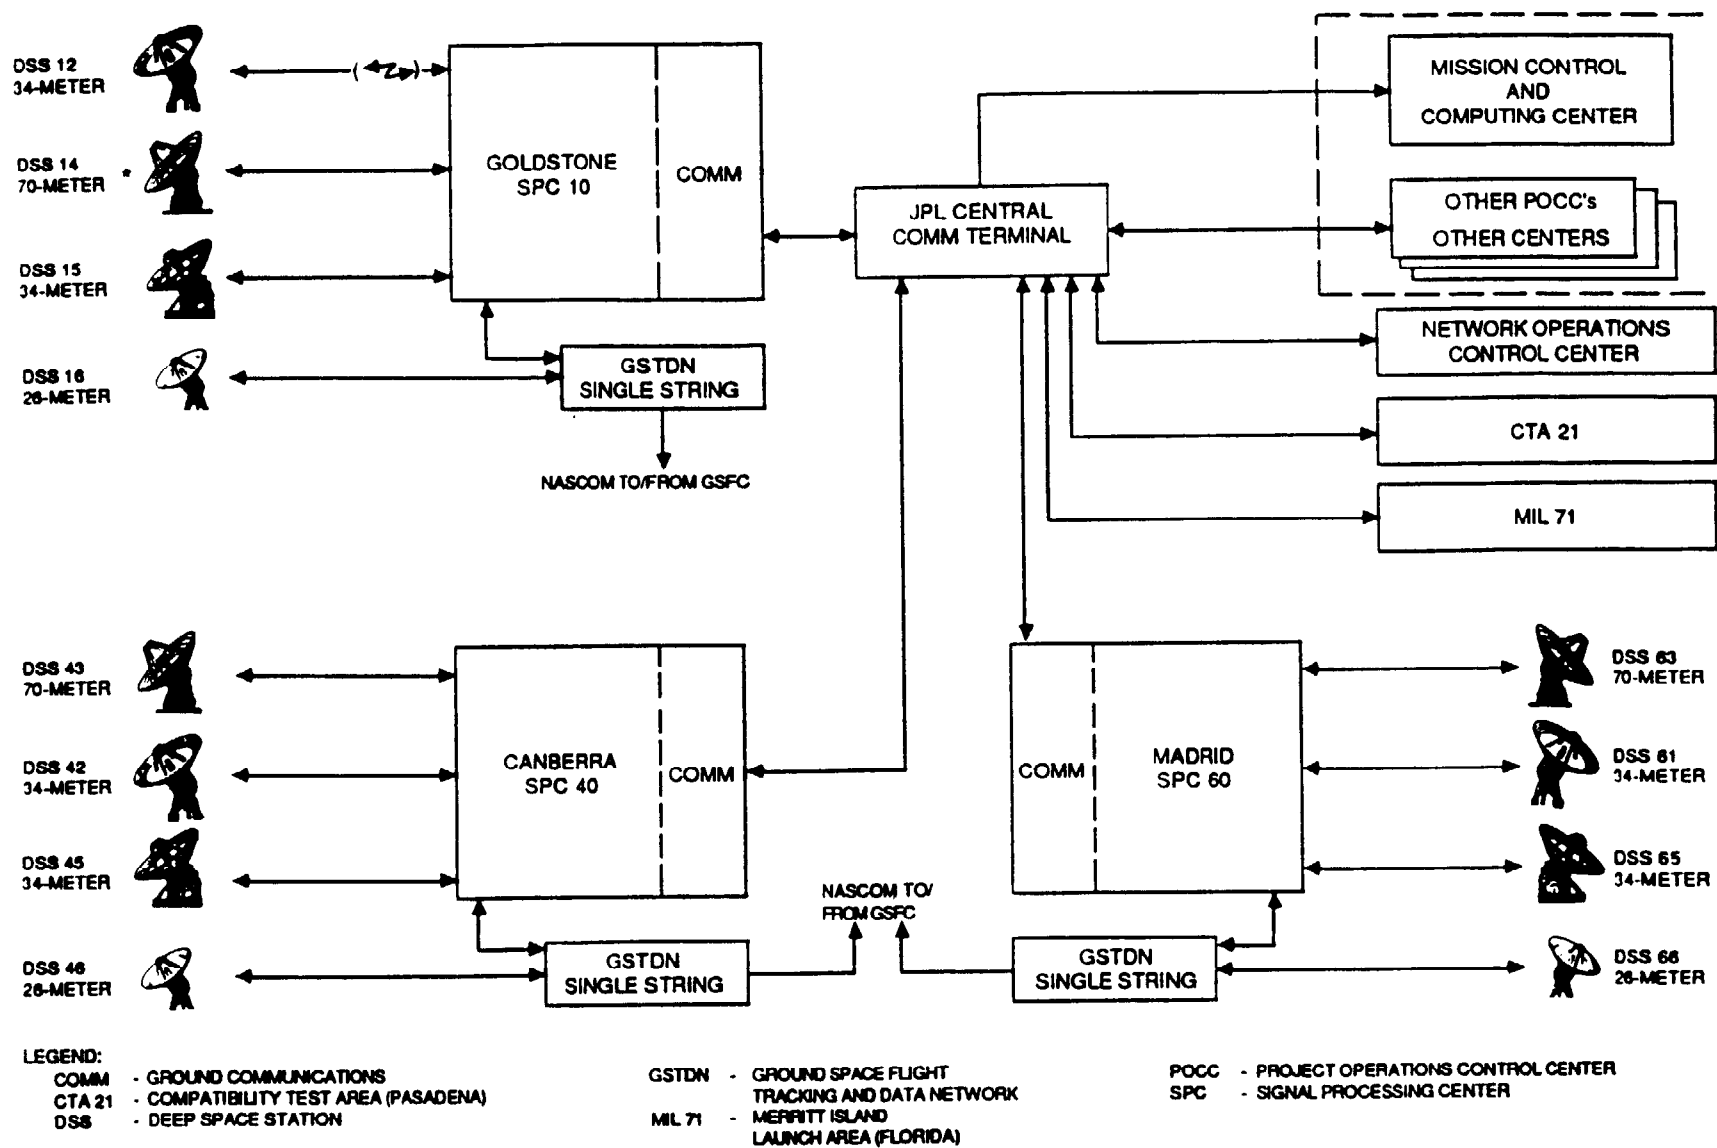 DSS 12
34-METER
DSS 14
70-METER *
DSS 15
34-METER
DSS 16
26-METER
GOLDSTONE
SPC 10
COMM
GSTDN
SINGLE STRING
NASCOM TO/FROM GSFC
JPL CENTRAL
COMM TERMINAL
MISSION CONTROL
AND
COMPUTING CENTER
OTHER POCC's
OTHER CENTERS
NETWORK OPERATIONS
CONTROL CENTER
CTA 21
MIL 71
DSS 43
70-METER
DSS 42
34-METER
DSS 45
34-METER
DSS 46
26-METER
CANBERRA
SPC 40
COMM
GSTDN
SINGLE STRING
NASCOM TO/
FROM GSFC
COMM
MADRID
SPC 60
GSTDN
SINGLE STRING
DSS 63
70-METER
DSS 61
34-METER
DSS 65
34-METER
DSS 66
26-METER
LEGEND:
COMM - GROUND COMMUNICATIONS
CTA 21 - COMPATIBILITY TEST AREA (PASADENA)
DSS - DEEP SPACE STATION
GSTDN - GROUND SPACE FLIGHT
TRACKING AND DATA NETWORK
MIL 71 - MERRITT ISLAND
LAUNCH AREA (FLORIDA)
POCC - PROJECT OPERATIONS CONTROL CENTER
SPC - SIGNAL PROCESSING CENTER